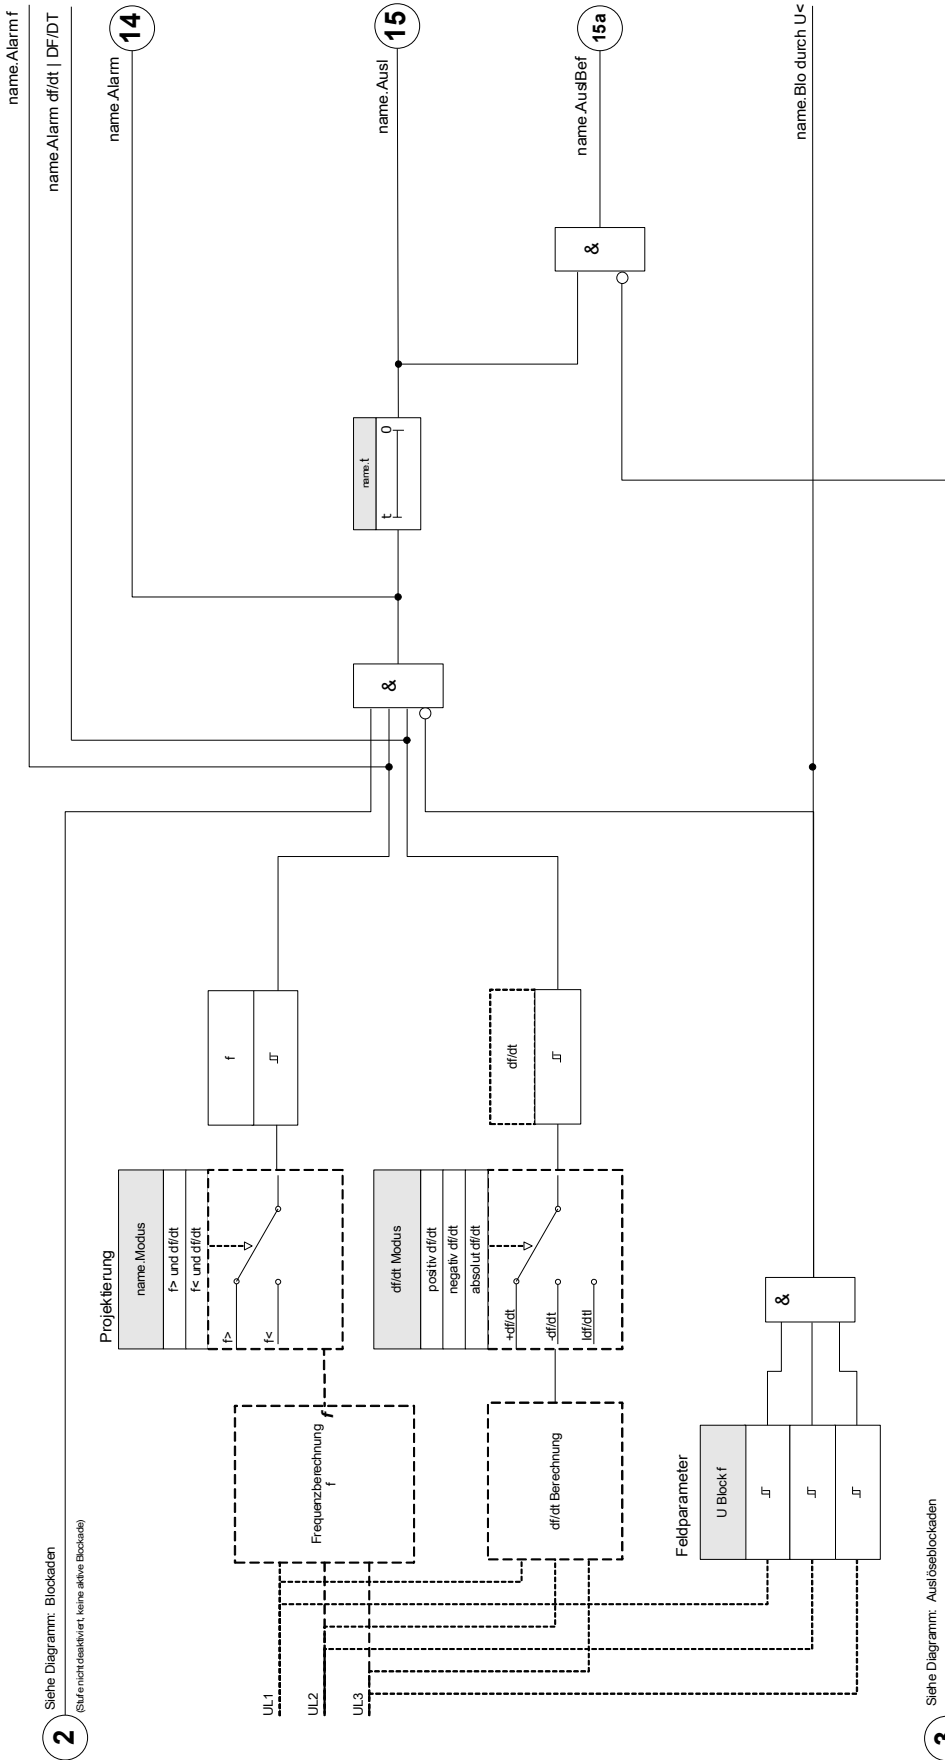 2
Siehe Diagramm: Blockaden
(Stufe nicht deaktiviert, keine aktive Blockade)
name.Alarm f
name.Alarm df/dt | DF/DT
name.Alarm
14
name.Ausl
15
name.AuslBef
15a
name.Blo durch U<
UL1
UL2
UL3
Frequenzberechnung
f
f
Projektierung
name.Modus
f> und df/dt
f< und df/dt
f>
f<
f
df/dt Berechnung
df/dt Modus
positiv df/dt
negativ df/dt
absolut df/dt
+df/dt
-df/dt
|df/dt|
df/dt
Feldparameter
U Block f
&
&
name.t
t
0
&
3
Siehe Diagramm: Auslöseblockaden